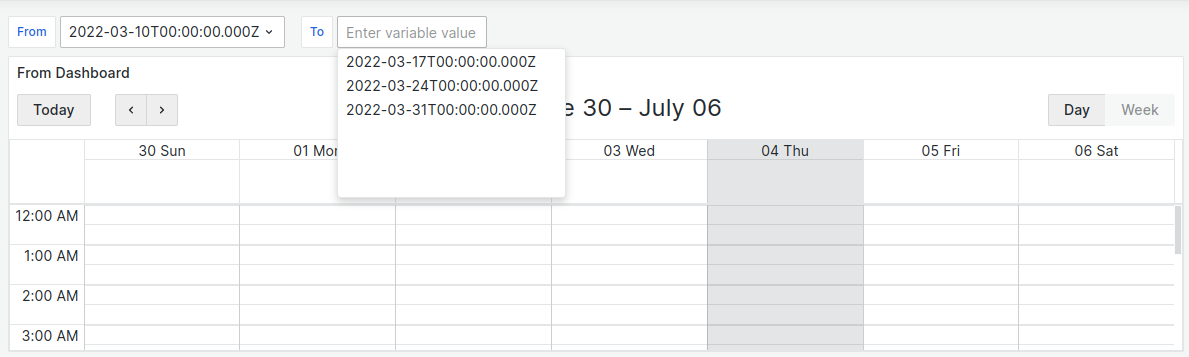 From 2022-03-10T00:00:00.000Z To Enter variable value
2022-03-17T00:00:00.000Z
2022-03-24T00:00:00.000Z
2022-03-31T00:00:00.000Z
From Dashboard
Today e 30 – July 06 Day Week
30 Sun 01 Mon 03 Wed 04 Thu 05 Fri 06 Sat
12:00 AM
1:00 AM
2:00 AM
3:00 AM